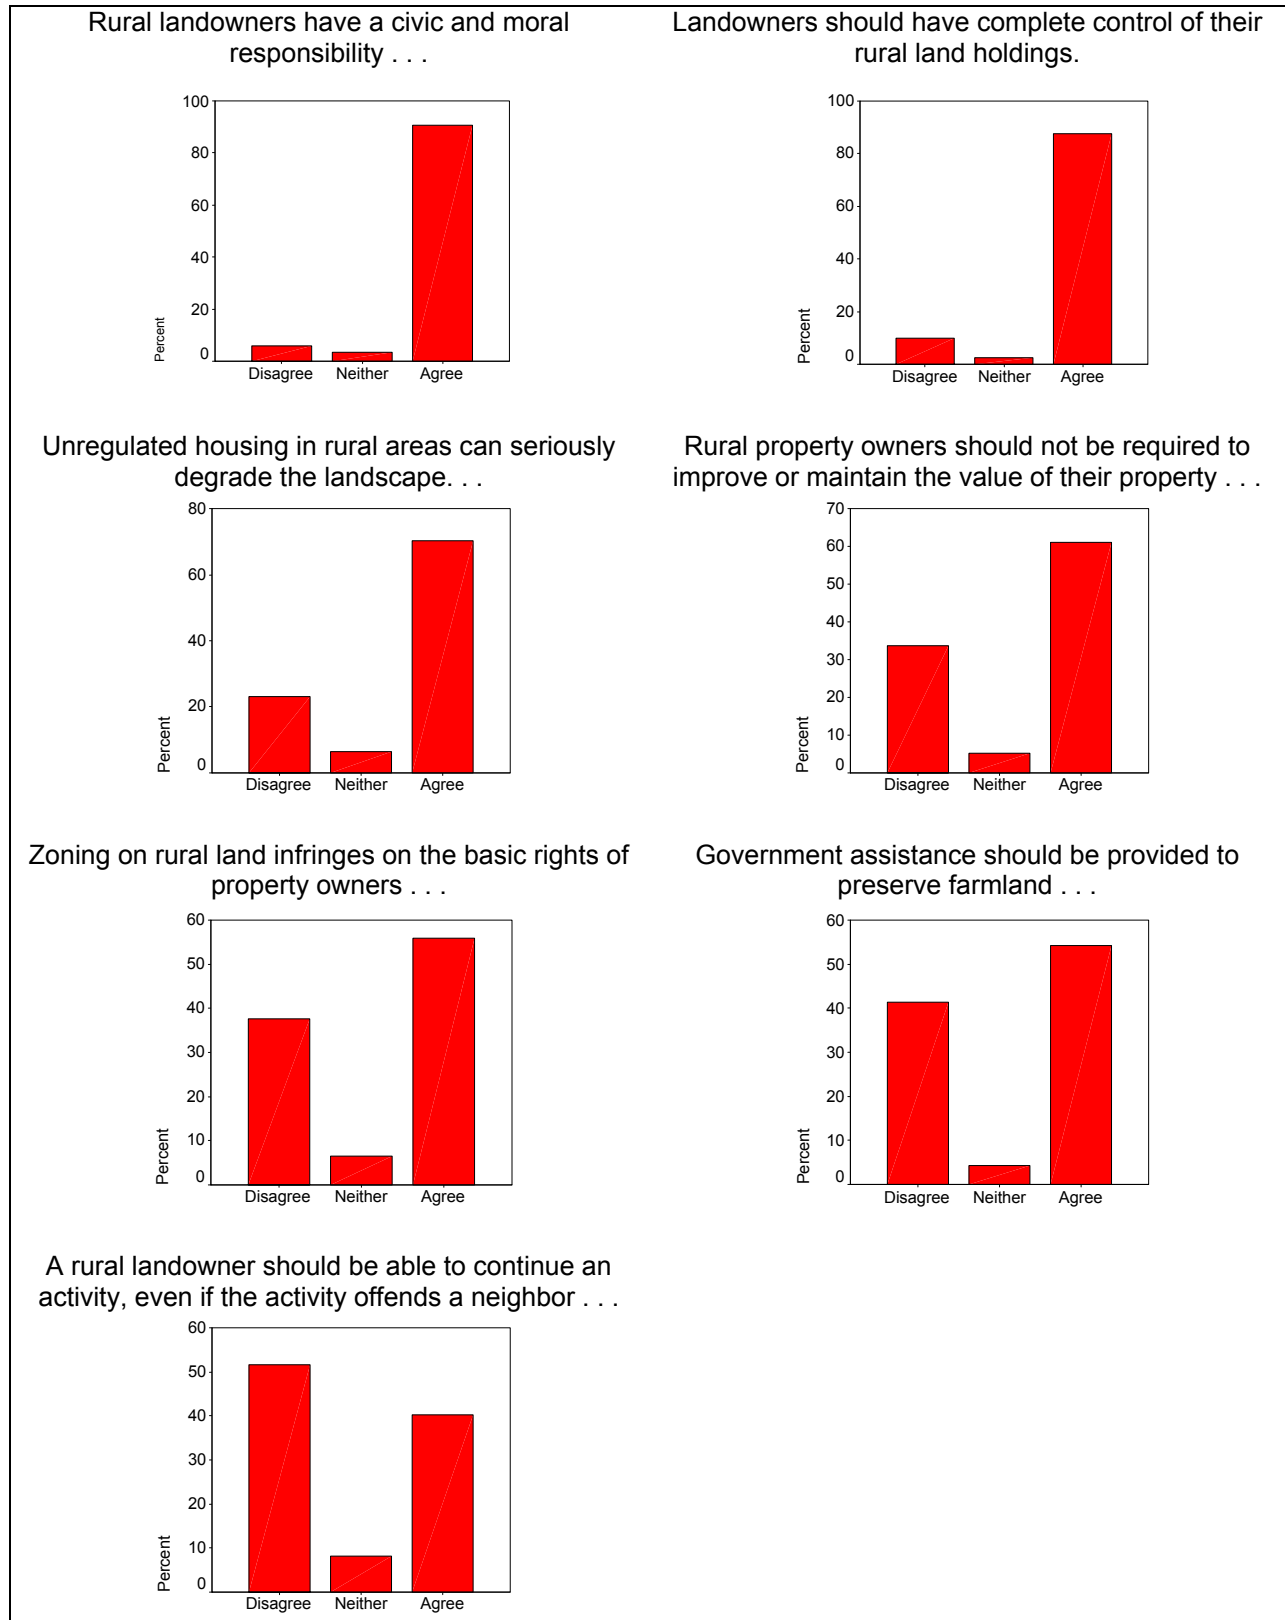 Rural landowners have a civic and moral
responsibility . . .
100
80
60
40
20
0
Percent
Disagree Neither Agree
Landowners should have complete control of their
rural land holdings.
100
80
60
40
20
0
Percent
Disagree Neither Agree
Unregulated housing in rural areas can seriously
degrade the landscape. . .
80
60
40
20
0
Percent
Disagree Neither Agree
Rural property owners should not be required to
improve or maintain the value of their property . . .
70
60
50
40
30
20
10
0
Percent
Disagree Neither Agree
Zoning on rural land infringes on the basic rights of
property owners . . .
60
50
40
30
20
10
0
Percent
Disagree Neither Agree
Government assistance should be provided to
preserve farmland . . .
60
50
40
30
20
10
0
Percent
Disagree Neither Agree
A rural landowner should be able to continue an
activity, even if the activity offends a neighbor . . .
60
50
40
30
20
10
0
Percent
Disagree Neither Agree